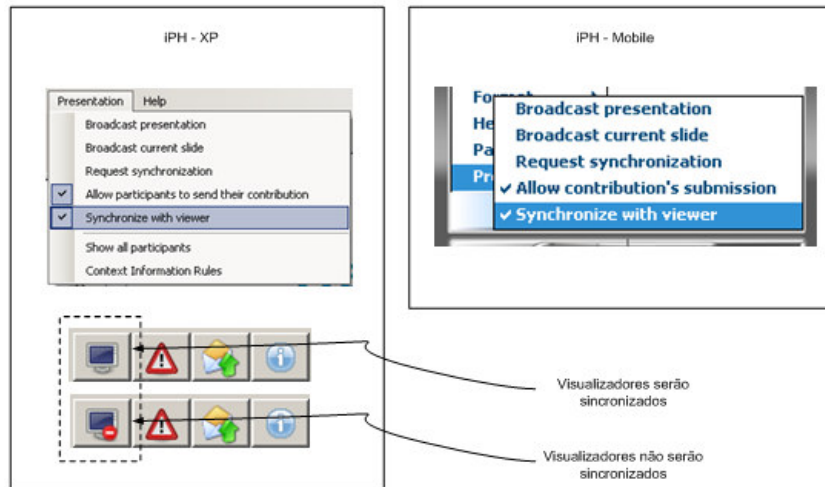 iPH - XP
Presentation Help
Broadcast presentation
Broadcast current slide
Request synchronization
Allow participants to send their contribution
Synchronize with viewer
Show all participants
Context Information Rules
iPH - Mobile
Broadcast presentation
Broadcast current slide
Request synchronization
Allow contribution's submission
Synchronize with viewer
Visualizadores serão
sincronizados
Visualizadores não serão
sincronizados